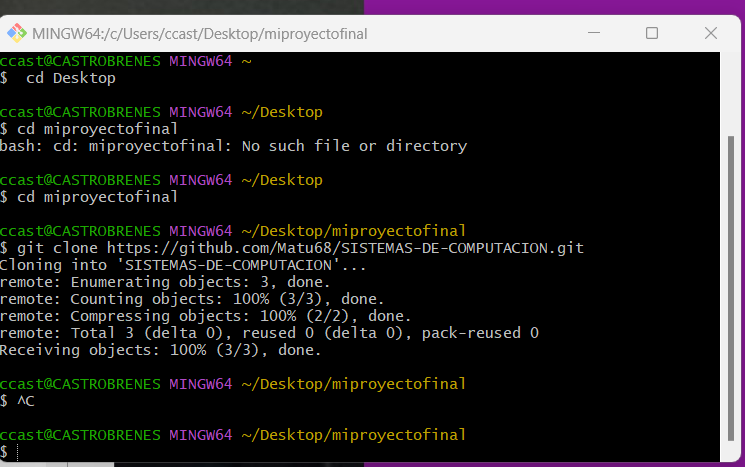 MINGW64:/c/Users/ccast/Desktop/miproyectofinal
ccast@CASTROBRENES MINGW64 ~
$  cd Desktop
ccast@CASTROBRENES MINGW64 ~/Desktop
$ cd miproyectofinal
bash: cd: miproyectofinal: No such file or directory
ccast@CASTROBRENES MINGW64 ~/Desktop
$ cd miproyectofinal
ccast@CASTROBRENES MINGW64 ~/Desktop/miproyectofinal
$ git clone https://github.com/Matu68/SISTEMAS-DE-COMPUTACION.git
Cloning into 'SISTEMAS-DE-COMPUTACION'...
remote: Enumerating objects: 3, done.
remote: Counting objects: 100% (3/3), done.
remote: Compressing objects: 100% (2/2), done.
remote: Total 3 (delta 0), reused 0 (delta 0), pack-reused 0
Receiving objects: 100% (3/3), done.
ccast@CASTROBRENES MINGW64 ~/Desktop/miproyectofinal
$ ^C
ccast@CASTROBRENES MINGW64 ~/Desktop/miproyectofinal
$